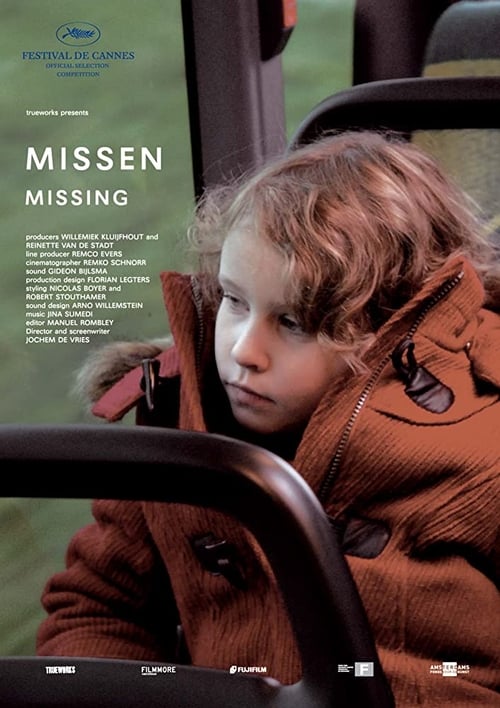 FESTIVAL DE CANNES
OFFICIAL SELECTION
COMPETITION
trueworks presents
MISSEN
MISSING
producers WILLEMIEK KLUIJFHOUT and
REINETTE VAN DE STADT
line producer REMCO EVERS
cinematographer REMKO SCHNORR
sound GIDEON BIJLSMA
production design FLORIAN LEGTERS
styling NICOLAS BOYER and
ROBERT STOUTHAMER
sound design ARNO WILLEMSTEIN
music JINA SUMEDI
editor MANUEL ROMBLEY
Director and screenwriter
JOCHEM DE VRIES
TRUEWORKS
FILMMORE
FUJIFILM
F